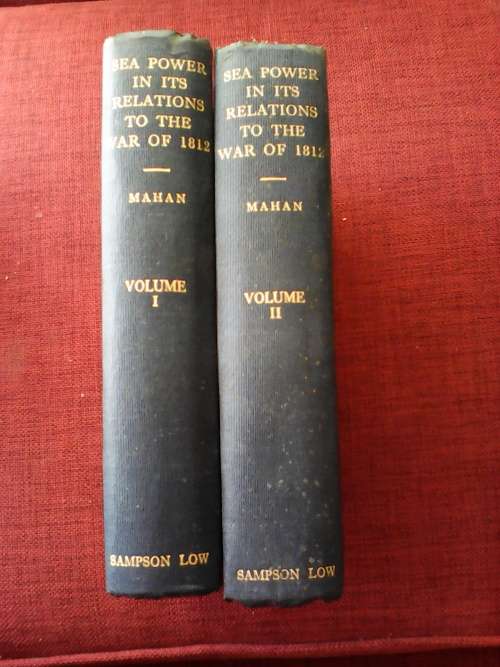 SEA POWER
IN ITS
RELATIONS
TO THE
WAR OF 1812
MAHAN
VOLUME
I
SAMPSON LOW
SEA POWER
IN ITS
RELATIONS
TO THE
WAR OF 1812
MAHAN
VOLUME
II
SAMPSON LOW